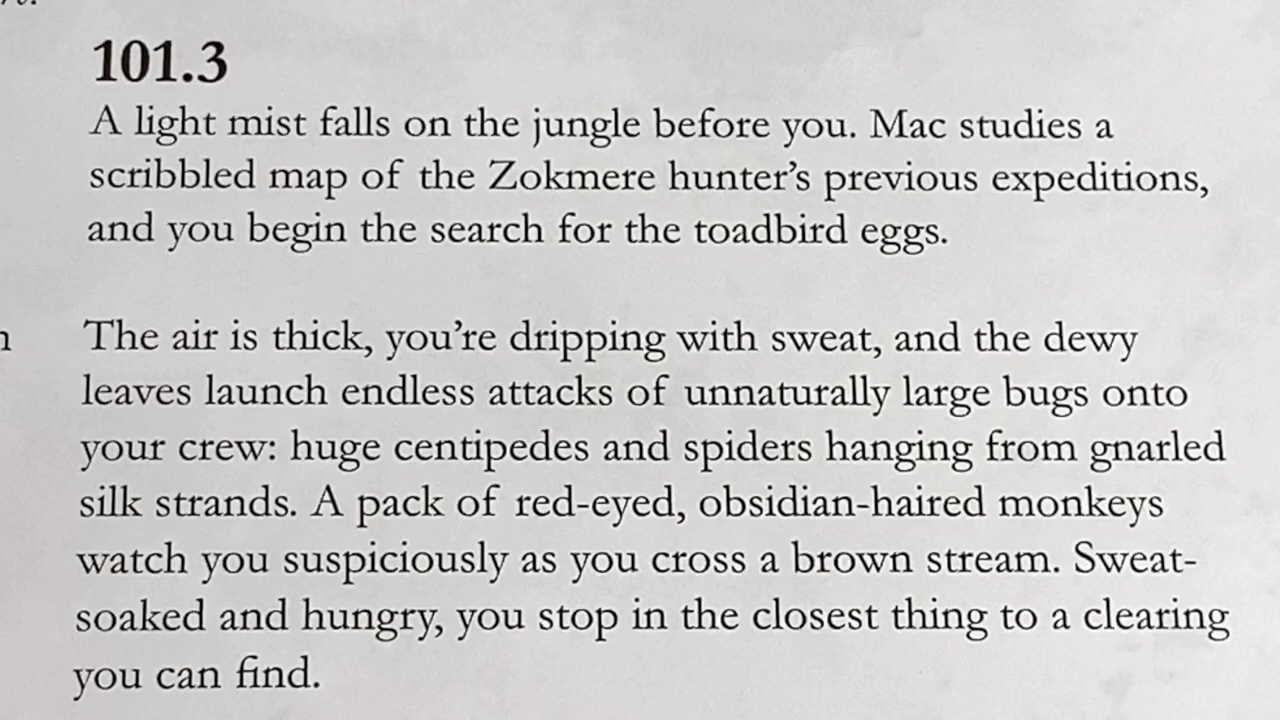 101.3
A light mist falls on the jungle before you. Mac studies a
scribbled map of the Zokmere hunter's previous expeditions,
and you begin the search for the toadbird eggs.
The air is thick, you're dripping with sweat, and the dewy
leaves launch endless attacks of unnaturally large bugs onto
your crew: huge centipedes and spiders hanging from gnarled
silk strands. A pack of red-eyed, obsidian-haired monkeys
watch you suspiciously as you cross a brown stream. Sweat-
soaked and hungry, you stop in the closest thing to a clearing
you can find.